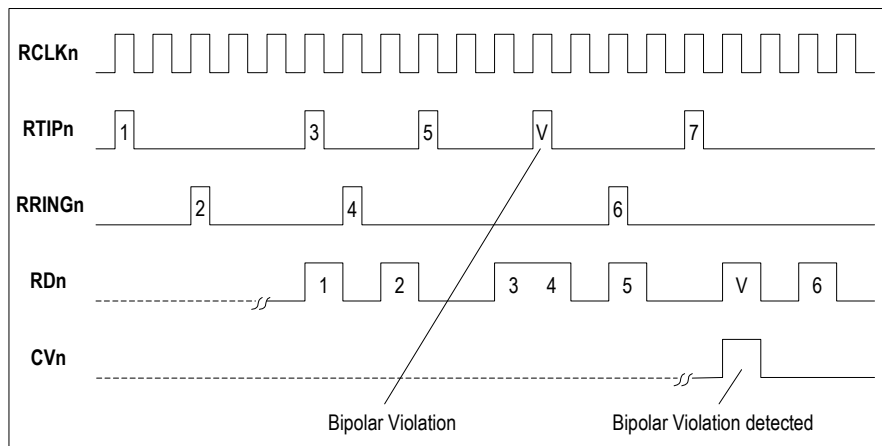 RCLKn
RTIPn
1
3
5
V
7
RRINGn
2
4
6
RDn
1
2
3
4
5
V
6
CVn
Bipolar Violation
Bipolar Violation detected